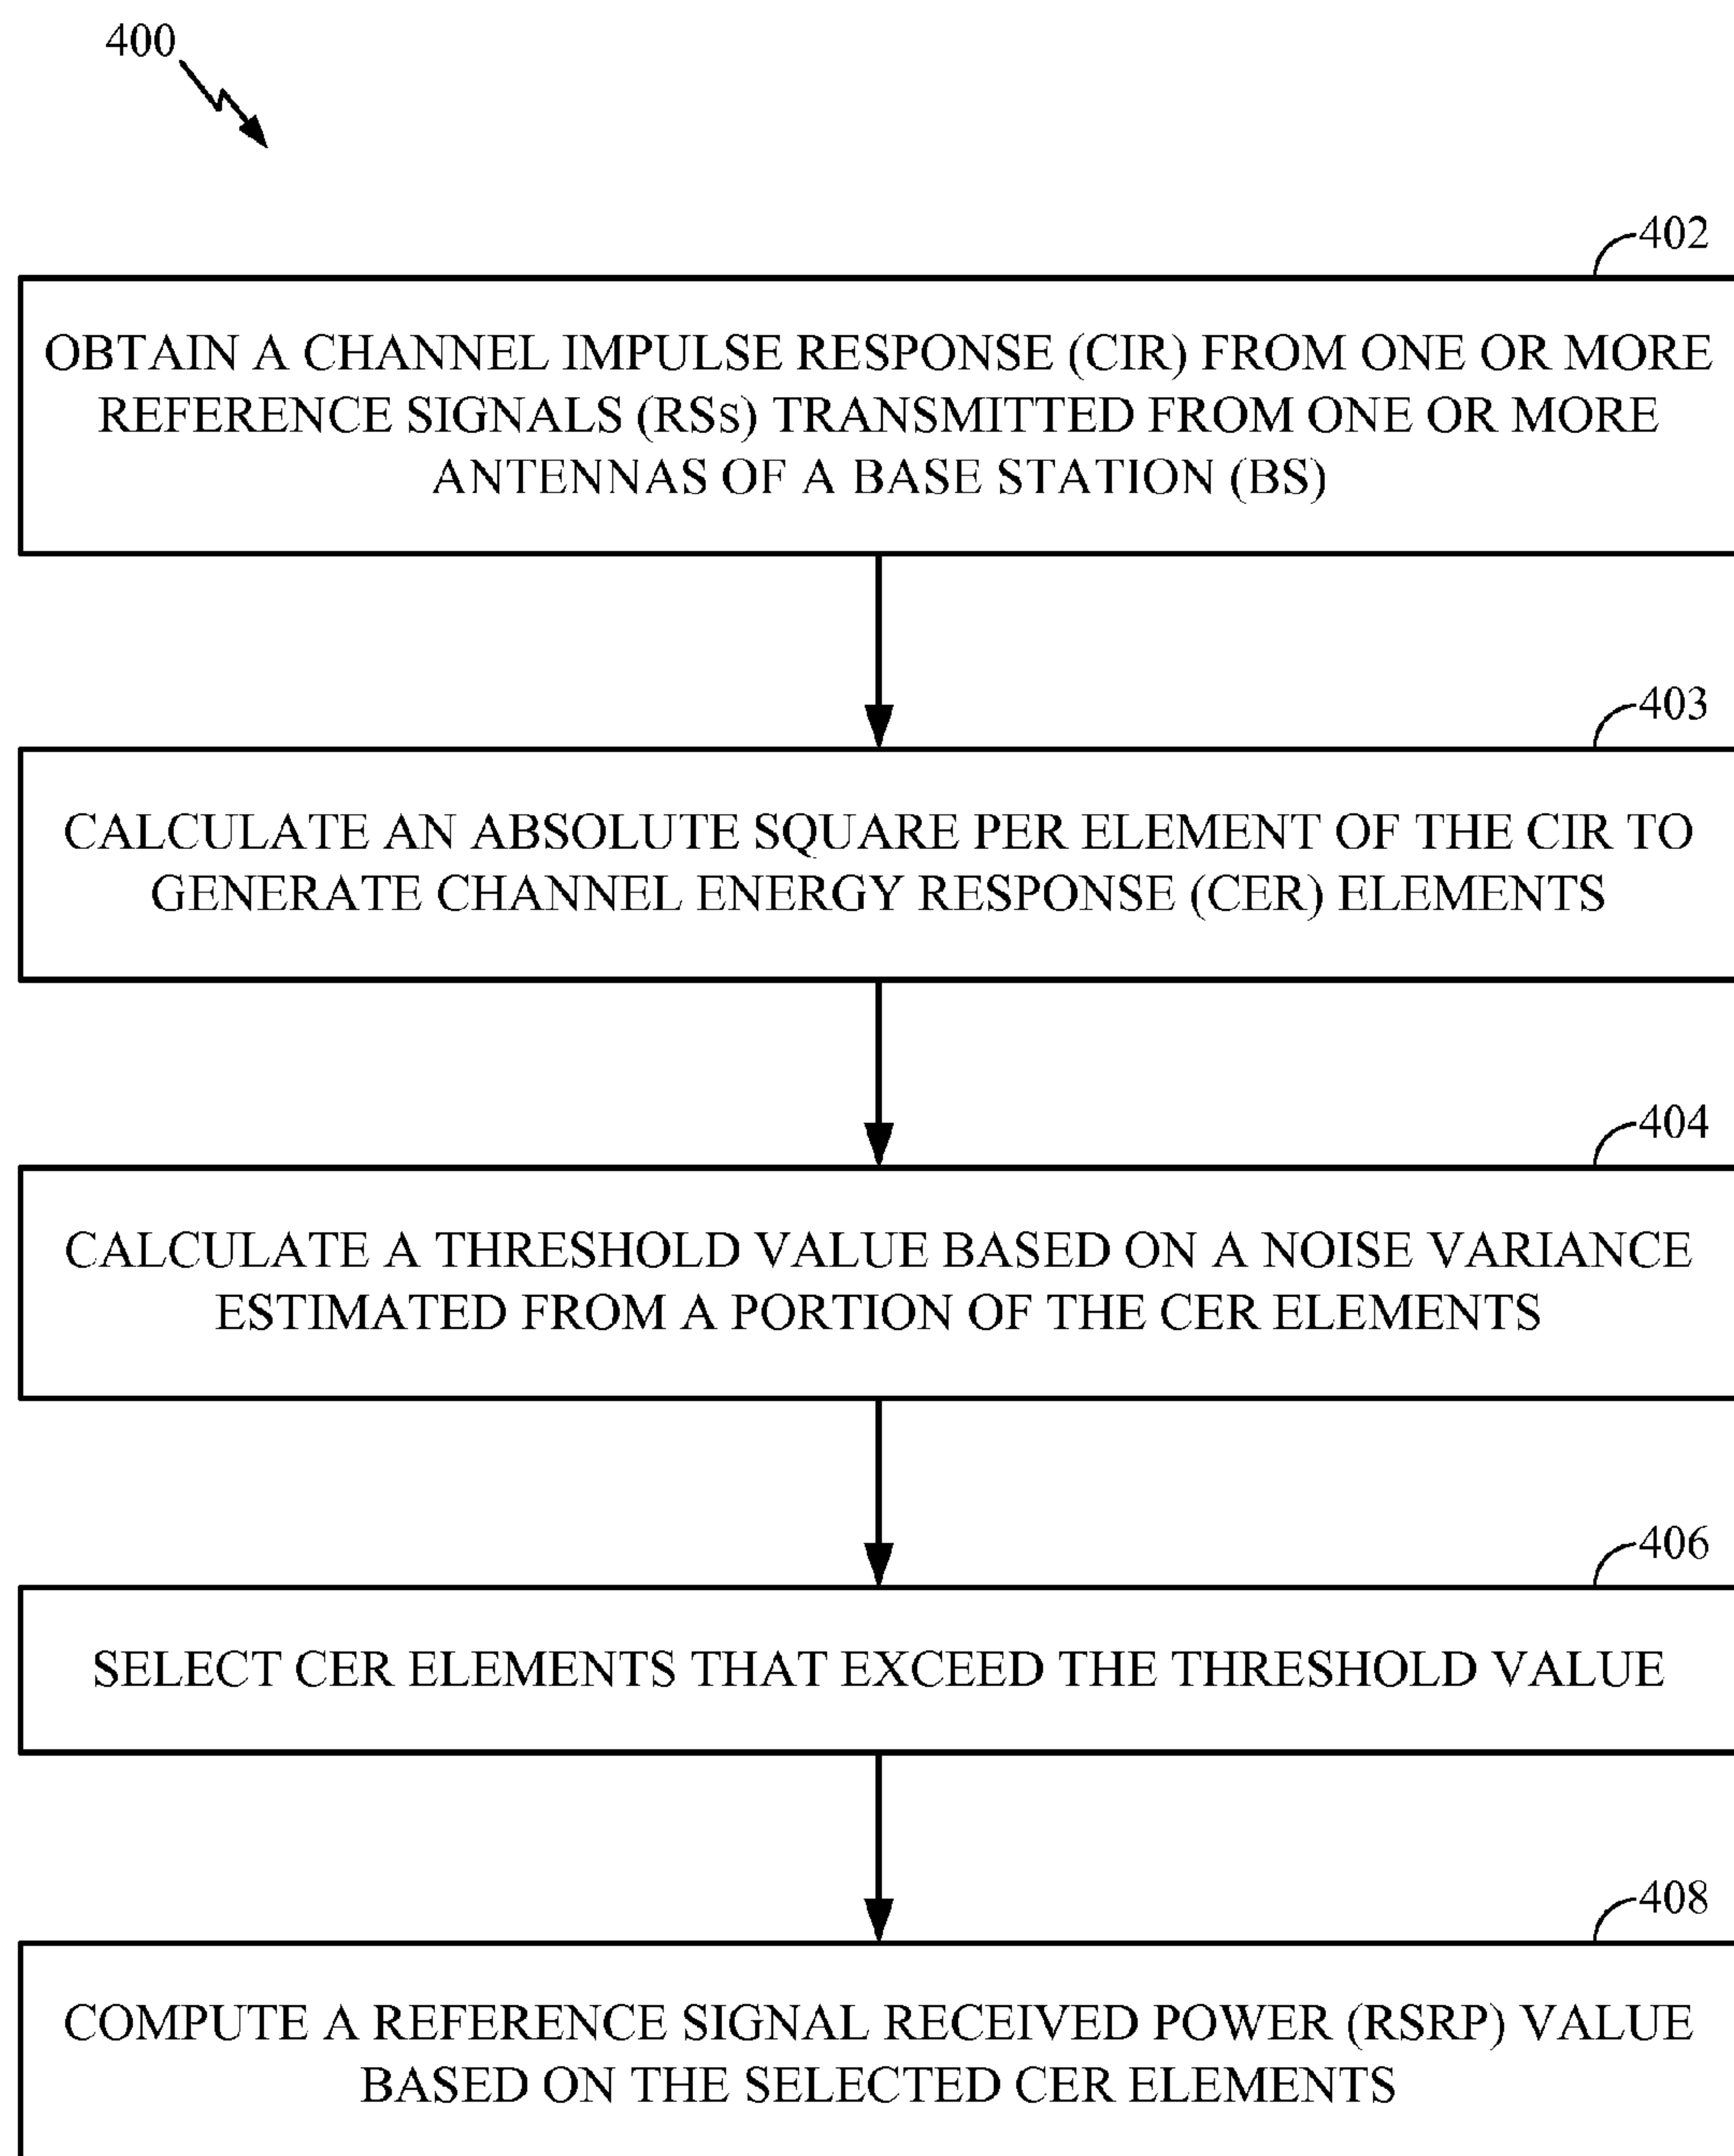 400
402
OBTAIN A CHANNEL IMPULSE RESPONSE (CIR) FROM ONE OR MORE
REFERENCE SIGNALS (RSs) TRANSMITTED FROM ONE OR MORE
ANTENNAS OF A BASE STATION (BS)
403
CALCULATE AN ABSOLUTE SQUARE PER ELEMENT OF THE CIR TO
GENERATE CHANNEL ENERGY RESPONSE (CER) ELEMENTS
404
CALCULATE A THRESHOLD VALUE BASED ON A NOISE VARIANCE
ESTIMATED FROM A PORTION OF THE CER ELEMENTS
406
SELECT CER ELEMENTS THAT EXCEED THE THRESHOLD VALUE
408
COMPUTE A REFERENCE SIGNAL RECEIVED POWER (RSRP) VALUE
BASED ON THE SELECTED CER ELEMENTS